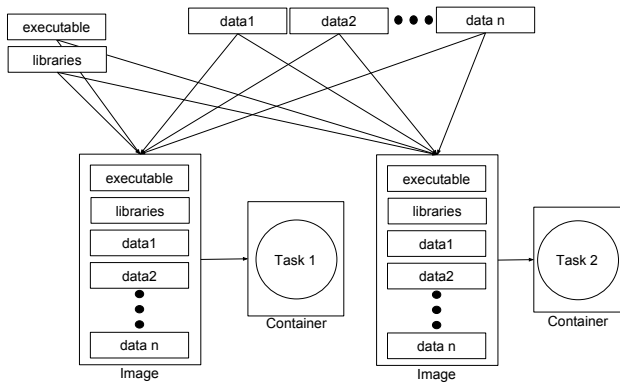 executable
libraries
data1
data2
data n
executable
libraries
data1
data2
data n
Image
Task 1
Container
executable
libraries
data1
data2
data n
Image
Task 2
Container